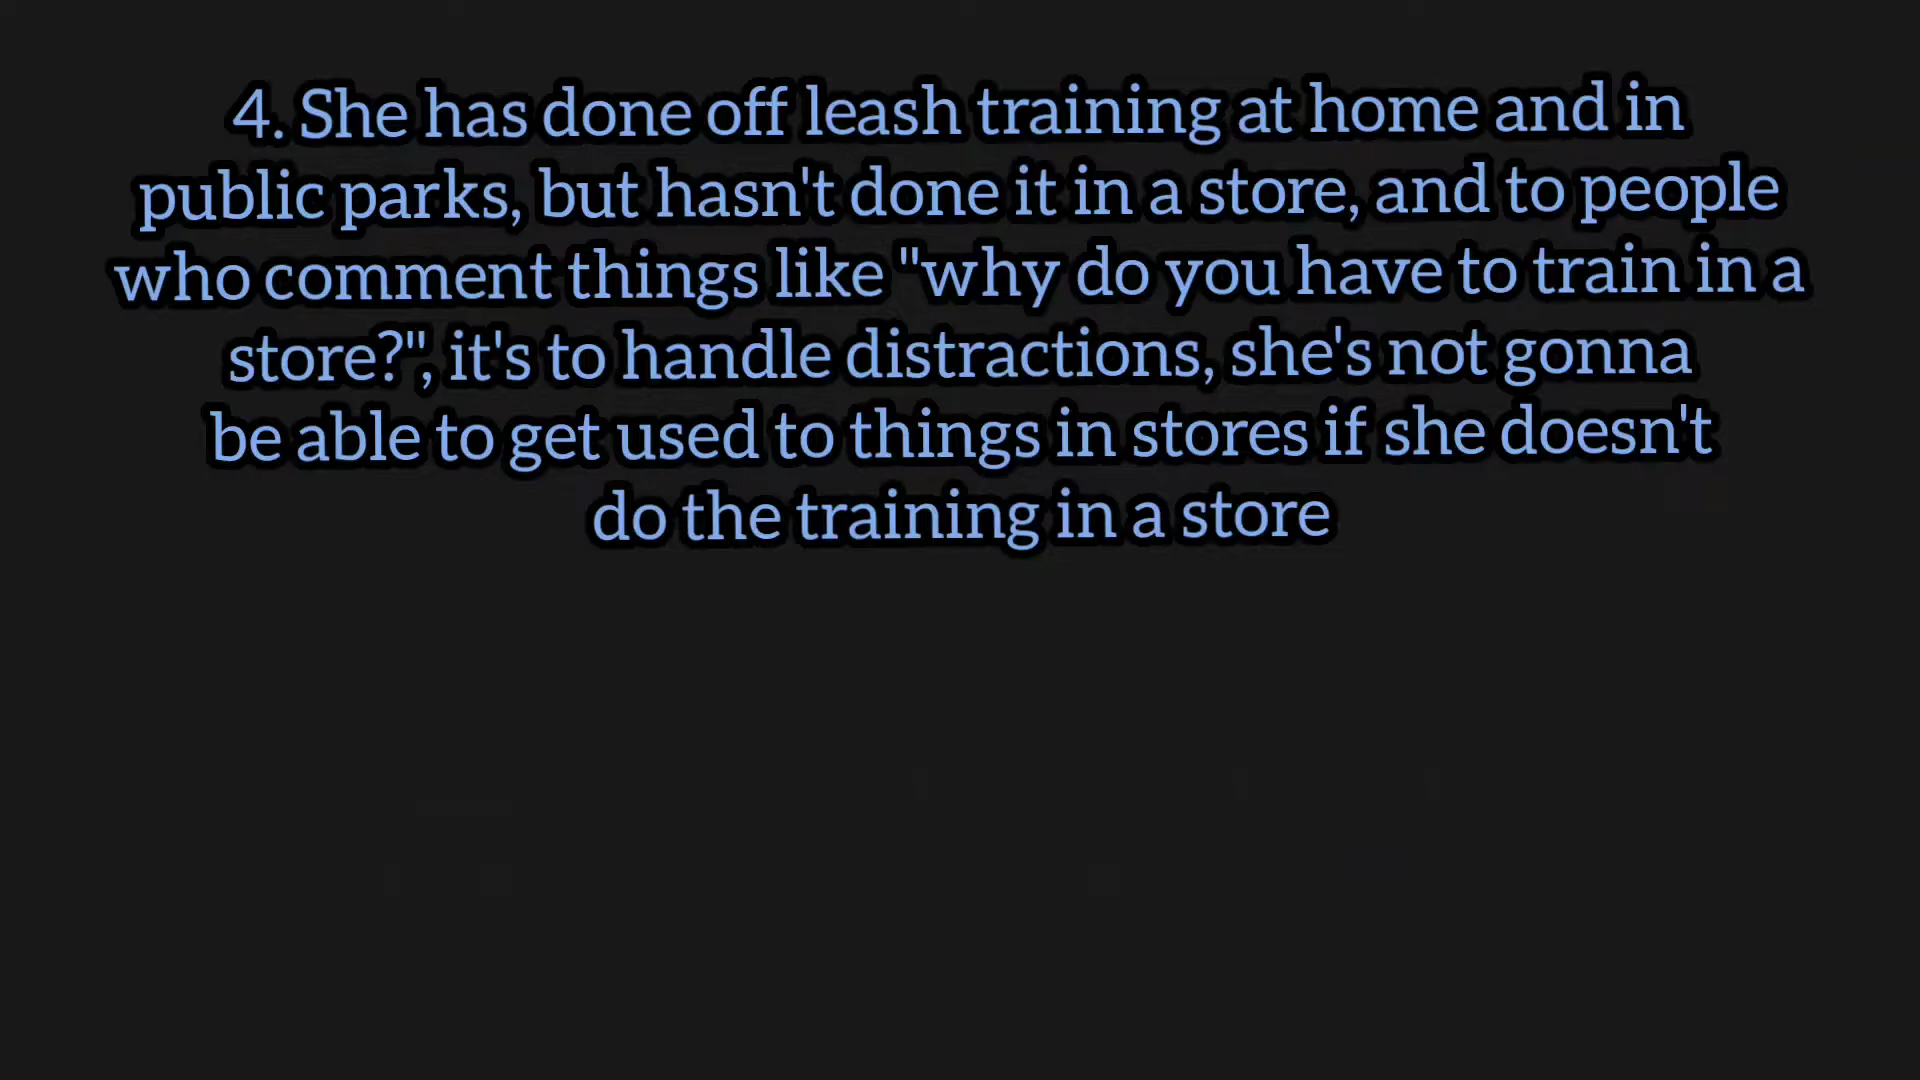 4. She has done off leash training at home and in
public parks, but hasn't done it in a store, and to people
who comment things like "why do you have to train in a
store?", it's to handle distractions, she's not gonna
be able to get used to things in stores if she doesn't
do the training in a store